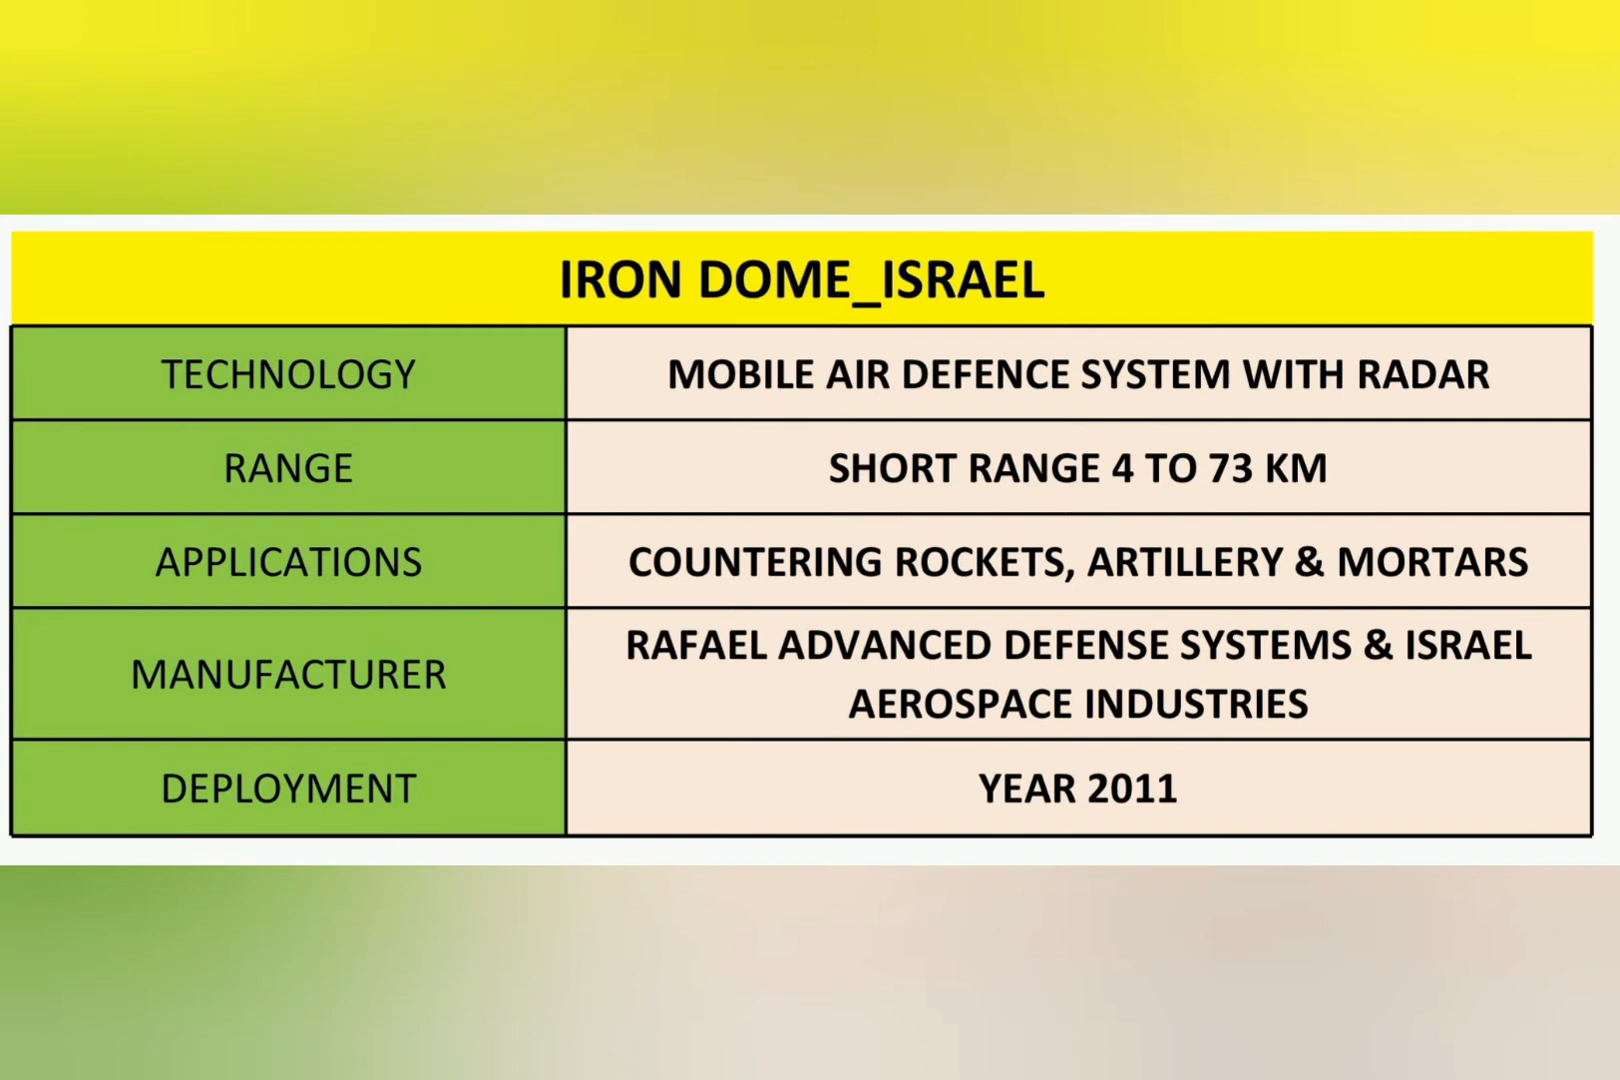 IRON DOME_ISRAEL
TECHNOLOGY
MOBILE AIR DEFENCE SYSTEM WITH RADAR
RANGE
SHORT RANGE 4 TO 73 KM
APPLICATIONS
COUNTERING ROCKETS, ARTILLERY & MORTARS
MANUFACTURER
RAFAEL ADVANCED DEFENSE SYSTEMS & ISRAEL
AEROSPACE INDUSTRIES
DEPLOYMENT
YEAR 2011